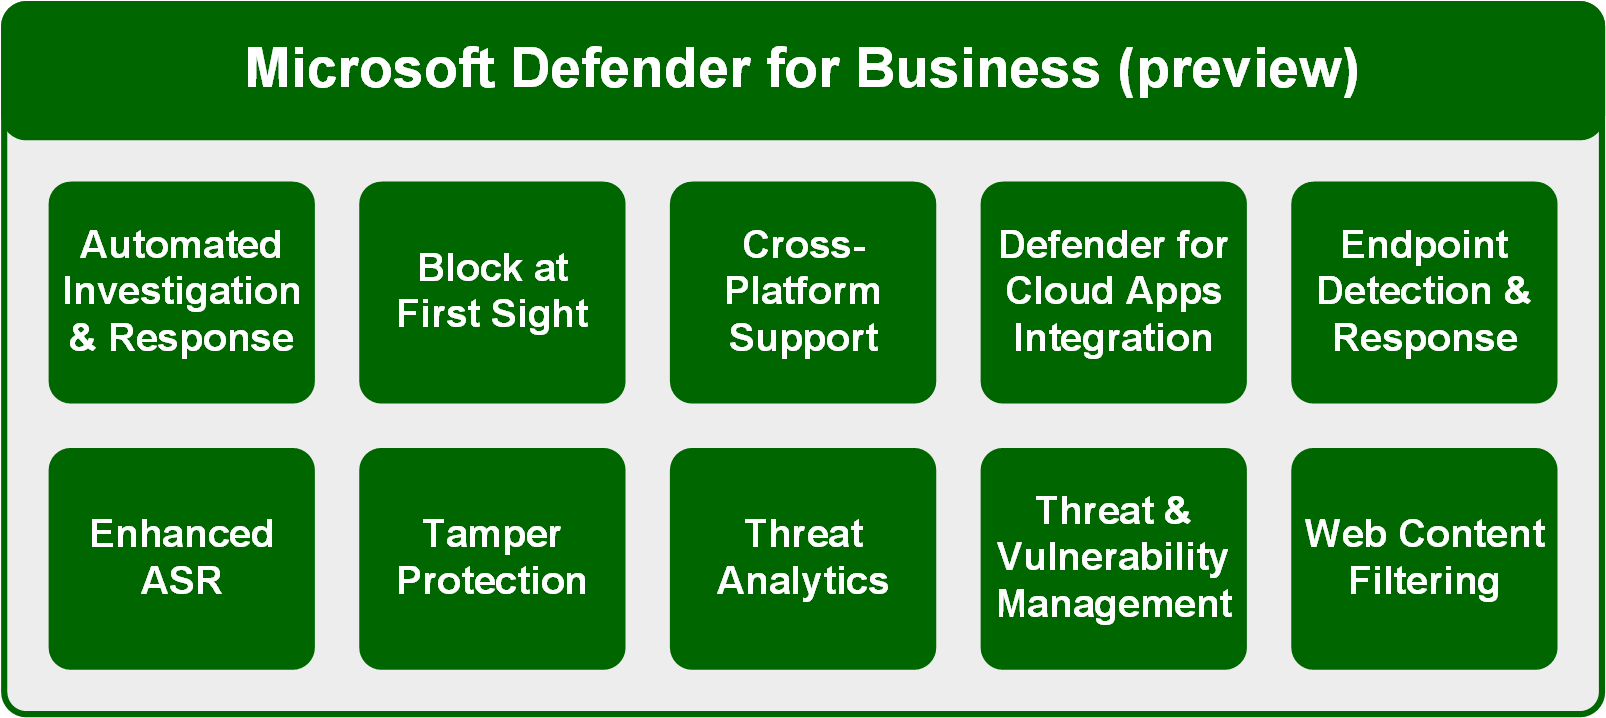 Microsoft Defender for Business (preview)
Automated
Investigation
& Response
Block at
First Sight
Cross-
Platform
Support
Defender for
Cloud Apps
Integration
Endpoint
Detection &
Response
Enhanced
ASR
Tamper
Protection
Threat
Analytics
Threat &
Vulnerability
Management
Web Content
Filtering